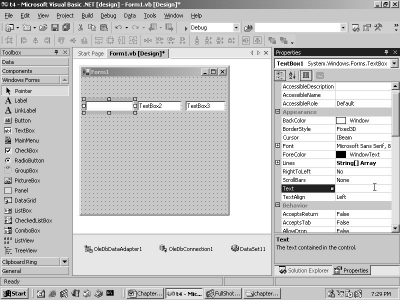 t4 - Microsoft Visual Basic .NET [design] - Form1.vb [Design]*
File Edit View Project Build Debug Data Tools Window Help
Debug
Toolbox
Data
Components
Windows Forms
Pointer
Label
LinkLabel
Button
TextBox
MainMenu
CheckBox
RadioButton
GroupBox
PictureBox
Panel
DataGrid
ListBox
CheckedListBox
ComboBox
ListView
TreeView
Clipboard Ring
General
Start Page Form1.vb [Design]*
Form1
TextBox2 TextBox3
OleDbDataAdapter1 OleDbConnection1 DataSet11
Properties
TextBox1 System.Windows.Forms.TextBox
AccessibleDescription
AccessibleName
AccessibleRole Default
Appearance
BackColor Window
BorderStyle Fixed3D
Cursor IBeam
Font Microsoft Sans Serif, 8
ForeColor WindowText
Lines String[] Array
RightToLeft No
ScrollBars None
Text
TextAlign Left
Behavior
AcceptsReturn False
AcceptsTab False
AllowDrop False
Text
The text contained in the control.
Solution Explorer Properties
Ready
Start
Chapter...
t4 - Mic...
FullShot...
chapter...
7:29 PM